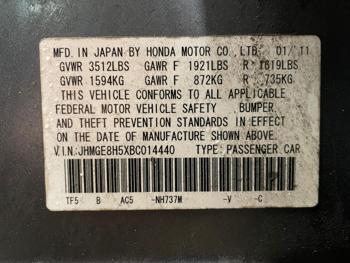 MFD. IN JAPAN BY HONDA MOTOR CO., LTD. 01/11
GVWR 3512LBS GAWR F 1921LBS R 1619LBS
GVWR 1594KG GAWR F 872KG R 735KG
THIS VEHICLE CONFORMS TO ALL APPLICABLE
FEDERAL MOTOR VEHICLE SAFETY, BUMPER,
AND THEFT PREVENTION STANDARDS IN EFFECT
ON THE DATE OF MANUFACTURE SHOWN ABOVE.
V.I.N:JHMGE8H5XBC014440 TYPE:PASSENGER CAR
TF5 B AC5 -NH737M -V -C